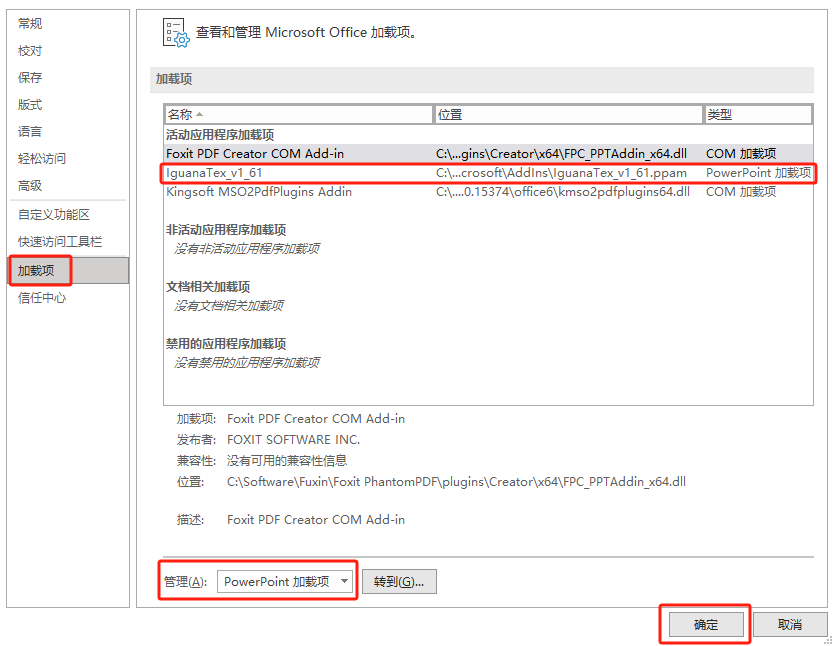 常规
校对
保存
版式
语言
轻松访问
高级
自定义功能区
快速访问工具栏
加载项
信任中心
查看和管理 Microsoft Office 加载项。
加载项
名称 位置 类型
活动应用程序加载项
Foxit PDF Creator COM Add-in C:\...gins\Creator\x64\FPC_PPTAddin_x64.dll COM 加载项
IguanaTex_v1_61 C:\...crosoft\AddIns\IguanaTex_v1_61.ppam PowerPoint 加载项
Kingsoft MSO2PdfPlugins Addin C:\....0.15374\office6\kmso2pdfplugins64.dll COM 加载项
非活动应用程序加载项
没有非活动应用程序加载项
文档相关加载项
没有文档相关加载项
禁用的应用程序加载项
没有禁用的应用程序加载项
加载项: Foxit PDF Creator COM Add-in
发布者: FOXIT SOFTWARE INC.
兼容性: 没有可用的兼容性信息
位置: C:\Software\Fuxin\Foxit PhantomPDF\plugins\Creator\x64\FPC_PPTAddin_x64.dll
描述: Foxit PDF Creator COM Add-in
管理(A): PowerPoint 加载项 转到(G)...
确定 取消